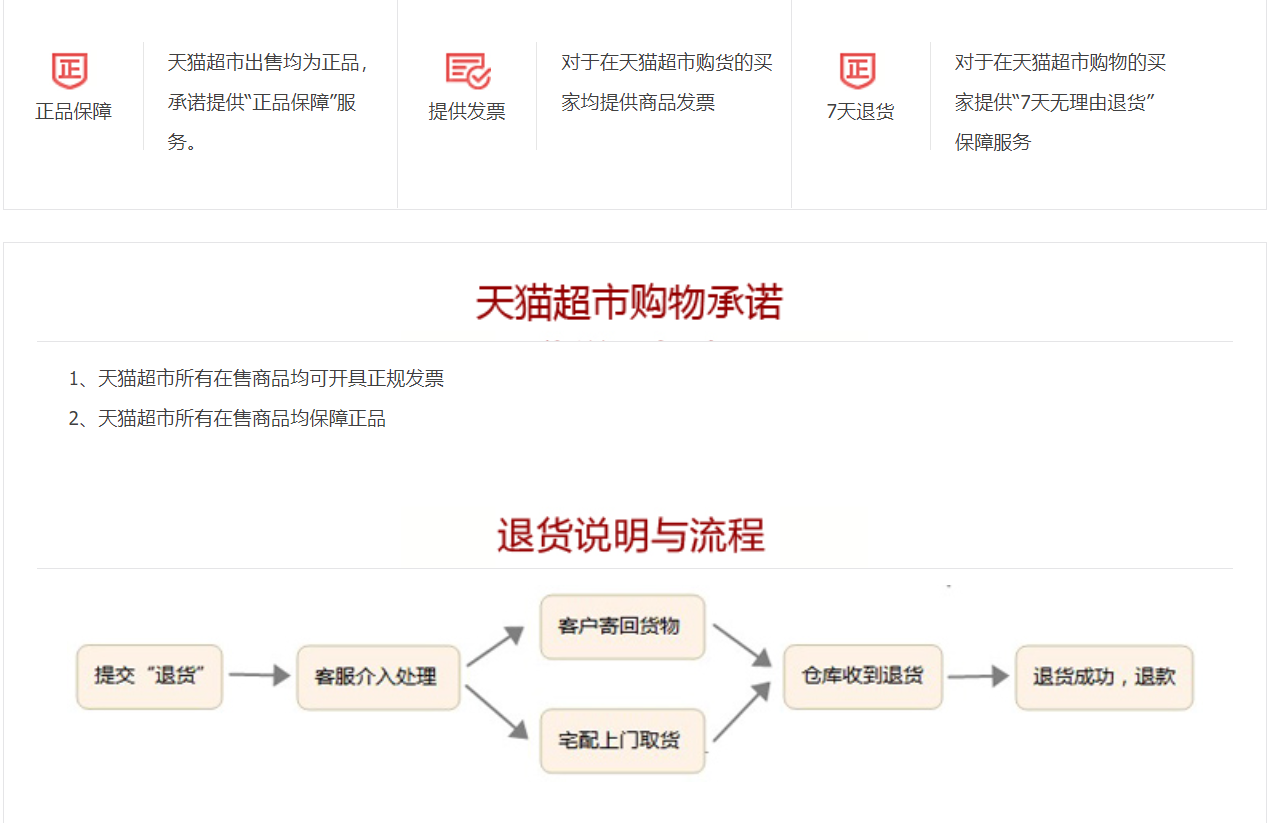 正品保障
天猫超市出售均为正品，
承诺提供“正品保障”服
务。
提供发票
对于在天猫超市购货的买
家均提供商品发票
7天退货
对于在天猫超市购物的买
家提供“7天无理由退货”
保障服务
天猫超市购物承诺
1、天猫超市所有在售商品均可开具正规发票
2、天猫超市所有在售商品均保障正品
退货说明与流程
提交“退货”
客服介入处理
客户寄回货物
宅配上门取货
仓库收到退货
退货成功，退款